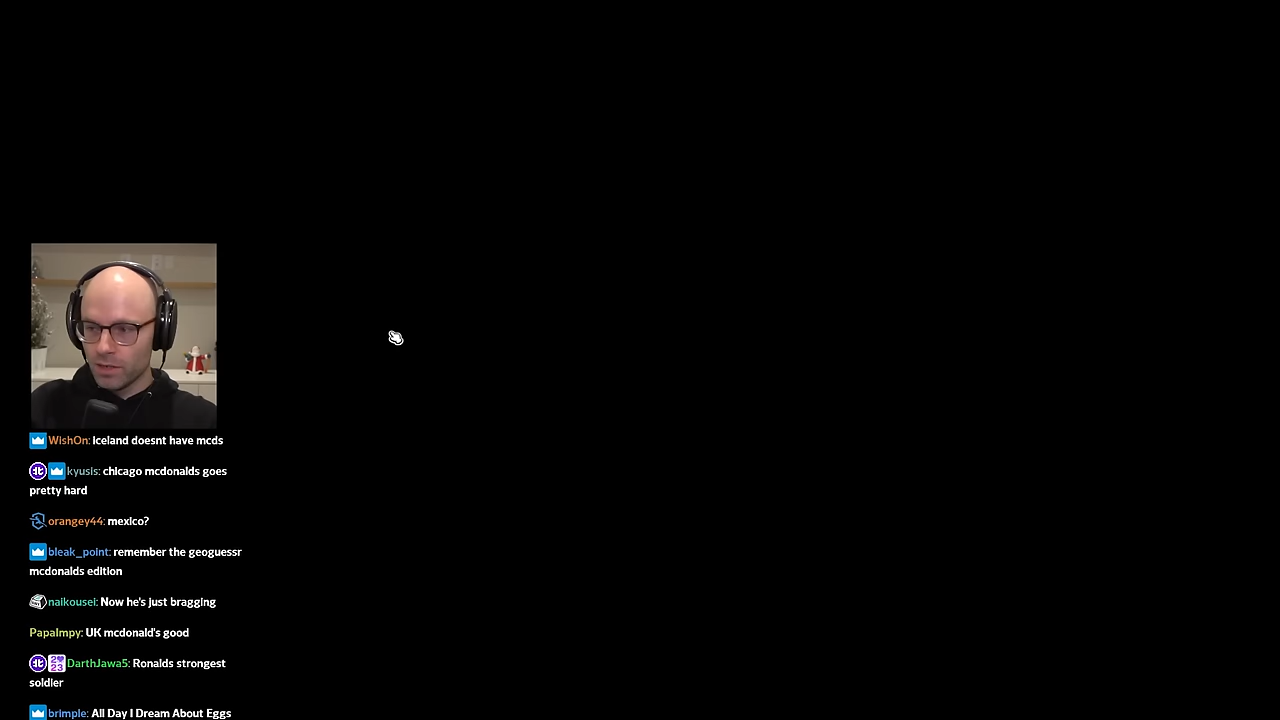 WishOn: iceland doesnt have mcds
kyusis: chicago mcdonalds goes
pretty hard
orangey44: mexico?
bleak_point: remember the geoguessr
mcdonalds edition
naikousei: Now he's just bragging
PapaImpy: UK mcdonald's good
DarthJawa5: Ronalds strongest
soldier
brimple: All Day I Dream About Eggs